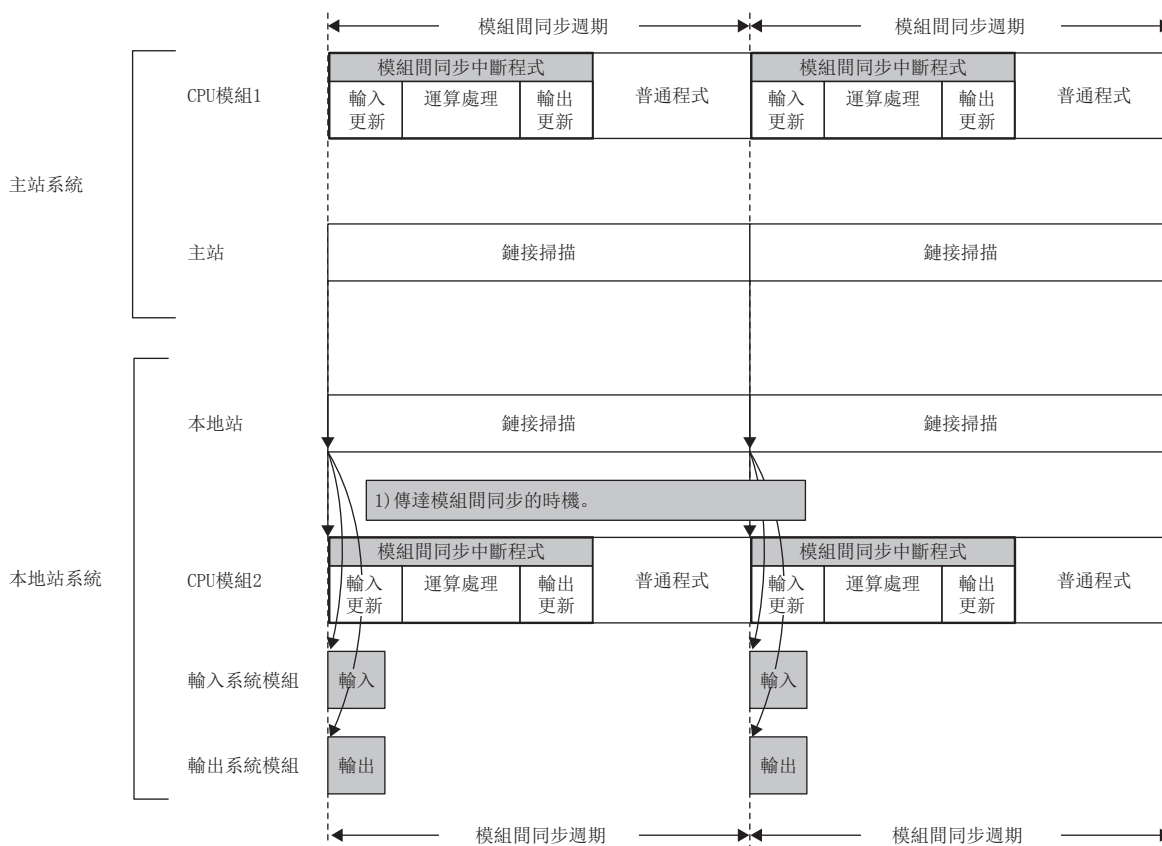 模組間同步週期 模組間同步週期
模組間同步中斷程式 模組間同步中斷程式
CPU模組1 輸入更新 運算處理 輸出更新 普通程式 輸入更新 運算處理 輸出更新 普通程式
主站系統
主站 鏈接掃描 鏈接掃描
本地站 鏈接掃描 鏈接掃描
1)傳達模組間同步的時機。
模組間同步中斷程式 模組間同步中斷程式
本地站系統 CPU模組2 輸入更新 運算處理 輸出更新 普通程式 輸入更新 運算處理 輸出更新 普通程式
輸入系統模組 輸入 輸入
輸出系統模組 輸出 輸出
模組間同步週期 模組間同步週期